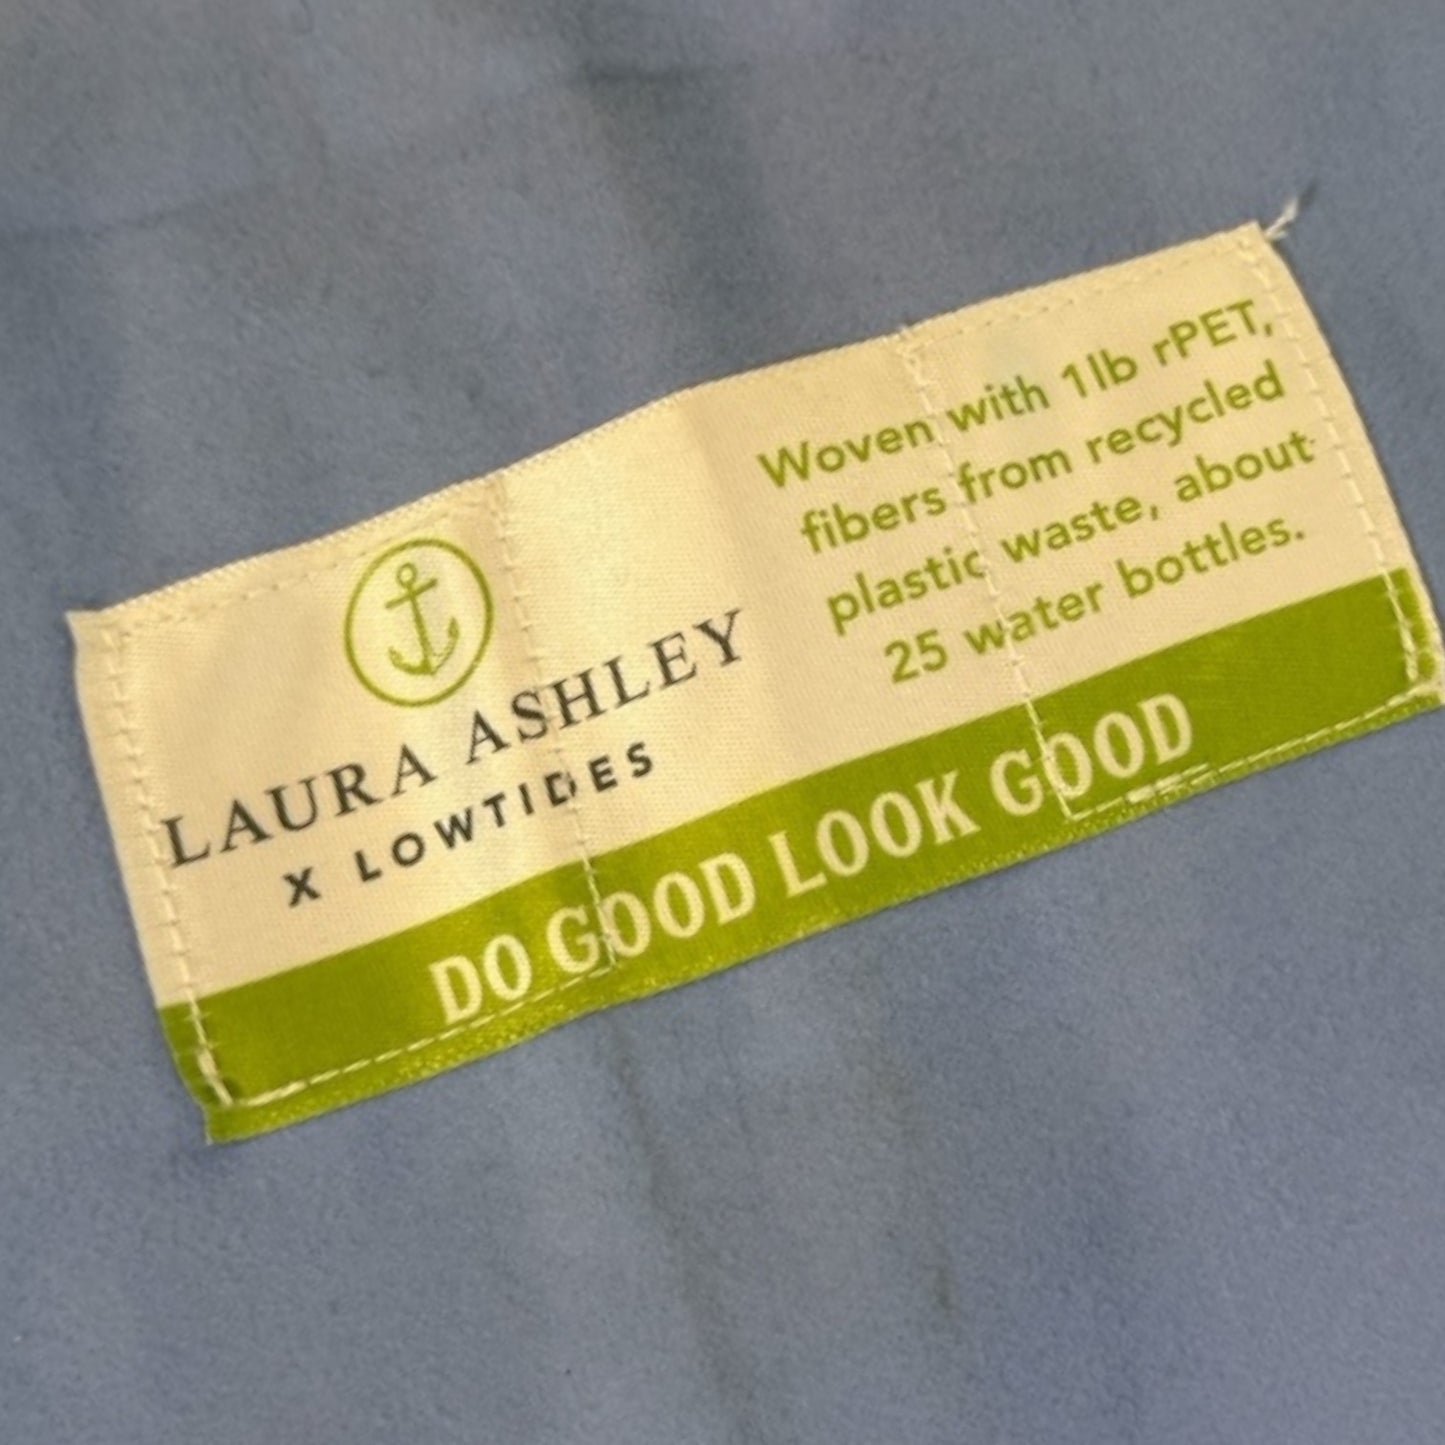 LAURA ASHLEY
X LOWTIDES
Woven with 1lb rPET,
fibers from recycled
plastic waste, about
25 water bottles.
DO GOOD LOOK GOOD